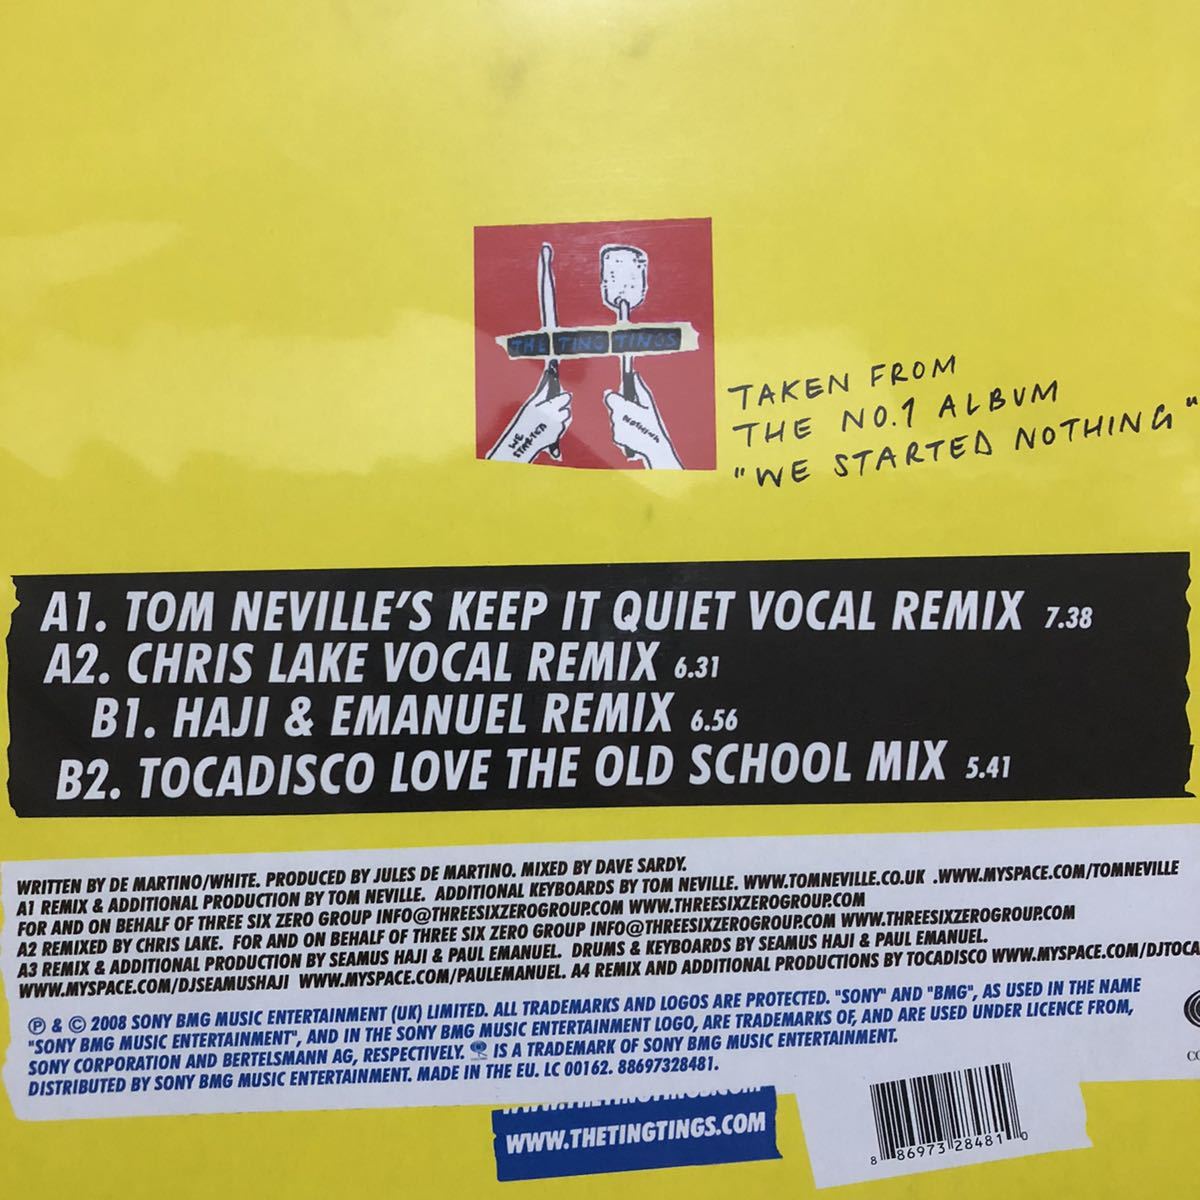 THE TING TINGS
WE STARTED
NOTHING
TAKEN FROM
THE NO.1 ALBUM
"WE STARTED NOTHING"
A1. TOM NEVILLE'S KEEP IT QUIET VOCAL REMIX 7.38
A2. CHRIS LAKE VOCAL REMIX 6.31
B1. HAJI & EMANUEL REMIX 6.56
B2. TOCADISCO LOVE THE OLD SCHOOL MIX 5.41
WRITTEN BY DE MARTINO/WHITE. PRODUCED BY JULES DE MARTINO. MIXED BY DAVE SARDY.
A1 REMIX & ADDITIONAL PRODUCTION BY TOM NEVILLE. ADDITIONAL KEYBOARDS BY TOM NEVILLE. WWW.TOMNEVILLE.CO.UK .WWW.MYSPACE.COM/TOMNEVILLE
FOR AND ON BEHALF OF THREE SIX ZERO GROUP INFO@THREESIXZEROGROUP.COM WWW.THREESIXZEROGROUP.COM
A2 REMIXED BY CHRIS LAKE. FOR AND ON BEHALF OF THREE SIX ZERO GROUP INFO@THREESIXZEROGROUP.COM WWW.THREESIXZEROGROUP.COM
A3 REMIX & ADDITIONAL PRODUCTION BY SEAMUS HAJI & PAUL EMANUEL. DRUMS & KEYBOARDS BY SEAMUS HAJI & PAUL EMANUEL.
WWW.MYSPACE.COM/DJSEAMUSHAJI WWW.MYSPACE.COM/PAULEMANUEL. A4 REMIX AND ADDITIONAL PRODUCTIONS BY TOCADISCO WWW.MYSPACE.COM/DJTOCA
℗ & © 2008 SONY BMG MUSIC ENTERTAINMENT (UK) LIMITED. ALL TRADEMARKS AND LOGOS ARE PROTECTED. "SONY" AND "BMG", AS USED IN THE NAME
"SONY BMG MUSIC ENTERTAINMENT", AND IN THE SONY BMG MUSIC ENTERTAINMENT LOGO, ARE TRADEMARKS OF, AND ARE USED UNDER LICENCE FROM,
SONY CORPORATION AND BERTELSMANN AG, RESPECTIVELY. IS A TRADEMARK OF SONY BMG MUSIC ENTERTAINMENT.
DISTRIBUTED BY SONY BMG MUSIC ENTERTAINMENT. MADE IN THE EU. LC 00162. 88697328481.
WWW.THETINGTINGS.COM
8 86973 28481 0